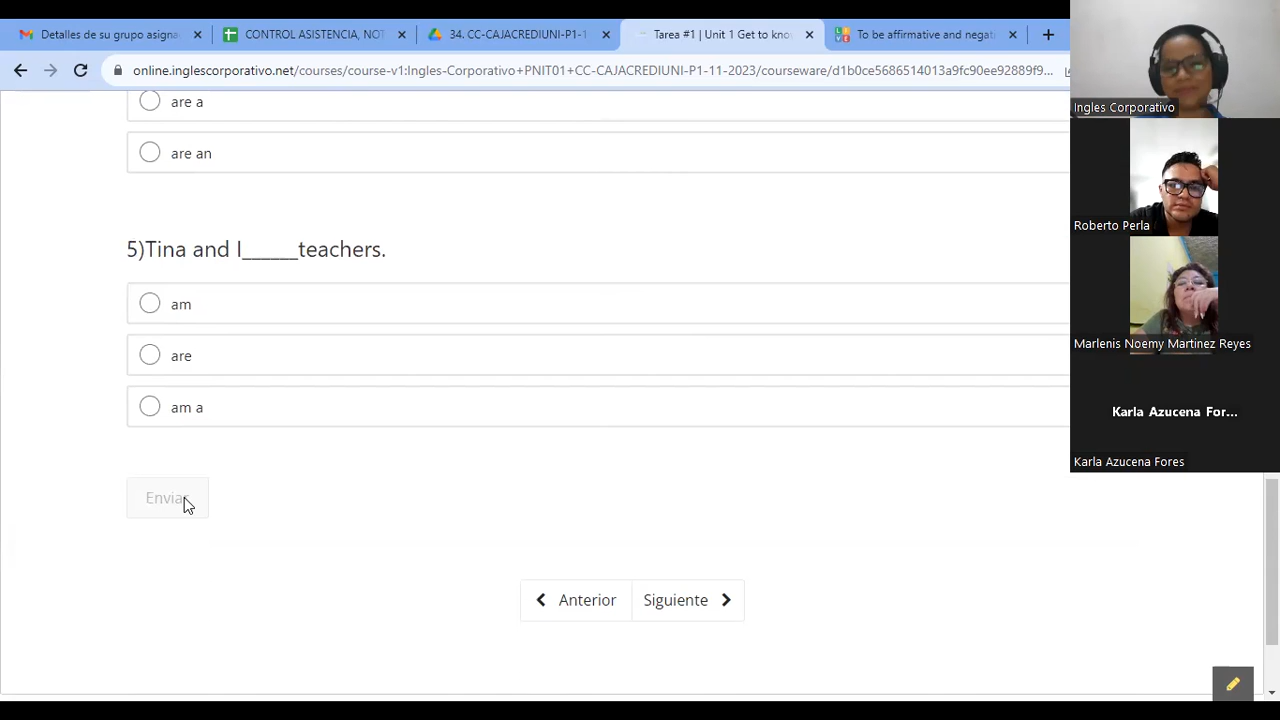 Detalles de su grupo asigna
CONTROL ASISTENCIA, NOT
34. CC-CAJACREDIUNI-P1-1
Tarea #1 | Unit 1 Get to kno
To be affirmative and negat
online.inglescorporativo.net/courses/course-v1:Ingles-Corporativo+PNIT01+CC-CAJACREDIUNI-P1-11-2023/courseware/d1b0ce5686514013a9fc90ee92889f9...
are a
are an
5)Tina and I______teachers.
am
are
am a
Enviar
Anterior
Siguiente
Ingles Corporativo
Roberto Perla
Marlenis Noemy Martinez Reyes
Karla Azucena For...
Karla Azucena Fores